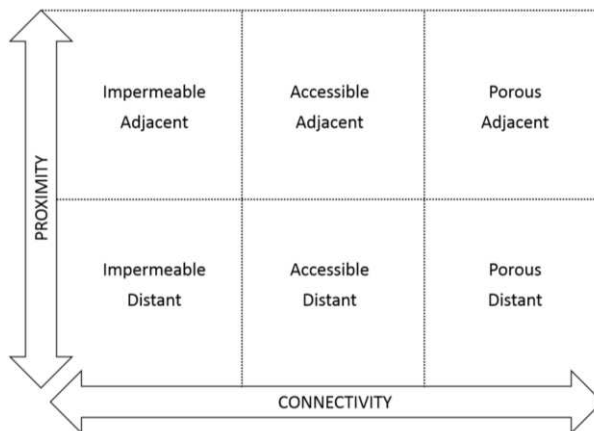 Impermeable
Adjacent
Accessible
Adjacent
Porous
Adjacent
PROXIMITY
Impermeable
Distant
Accessible
Distant
Porous
Distant
CONNECTIVITY